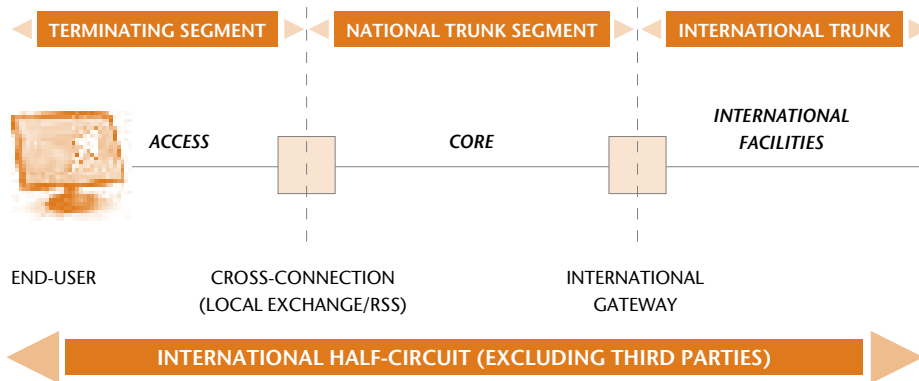 TERMINATING SEGMENT
NATIONAL TRUNK SEGMENT
INTERNATIONAL TRUNK
ACCESS
CORE
INTERNATIONAL
FACILITIES
END-USER
CROSS-CONNECTION
(LOCAL EXCHANGE/RSS)
INTERNATIONAL
GATEWAY
INTERNATIONAL HALF-CIRCUIT (EXCLUDING THIRD PARTIES)